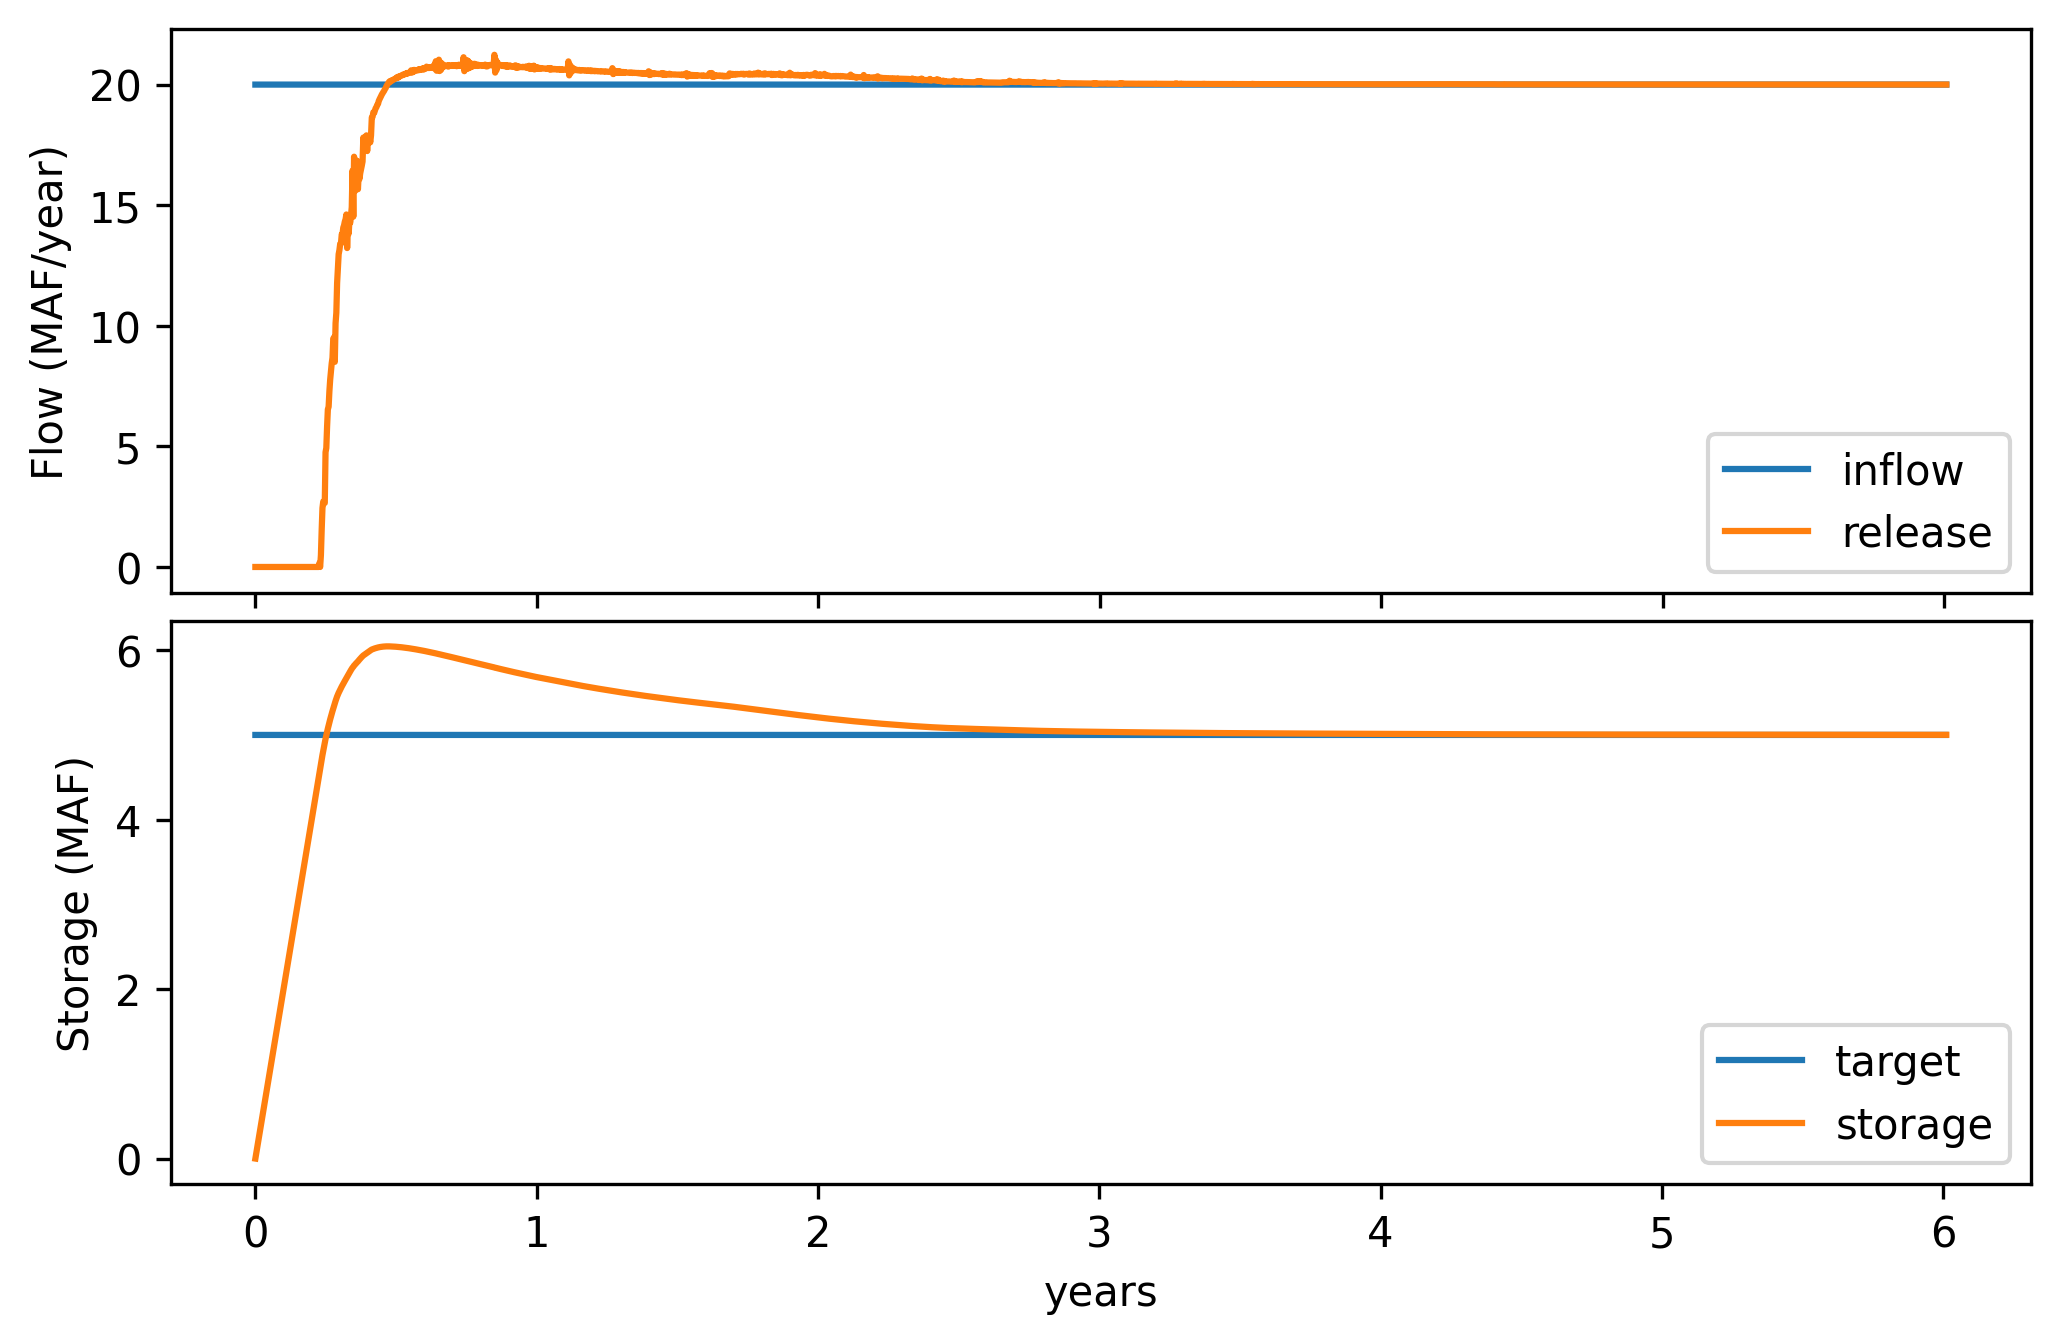 Flow (MAF/year)
20
15
10
5
0
inflow
release
Storage (MAF)
6
4
2
0
target
storage
0 1 2 3 4 5 6
years